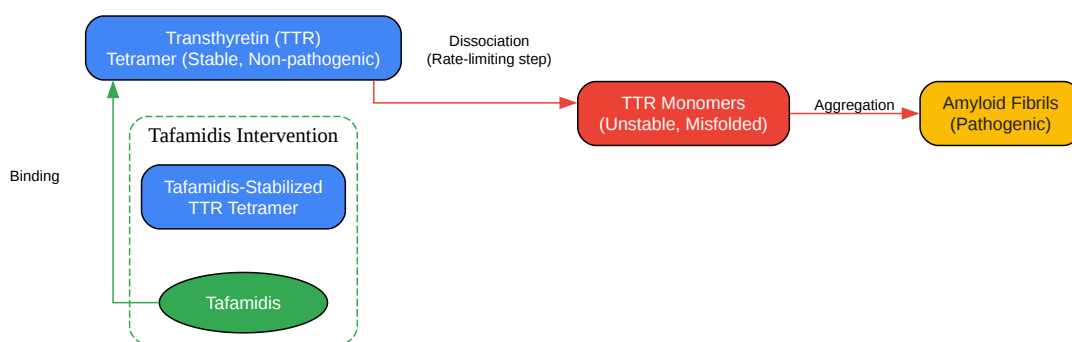 Transthyretin (TTR)
Tetramer (Stable, Non-pathogenic)
Dissociation
(Rate-limiting step)
TTR Monomers
(Unstable, Misfolded)
Aggregation
Amyloid Fibrils
(Pathogenic)
Tafamidis Intervention
Binding
Tafamidis-Stabilized
TTR Tetramer
Tafamidis